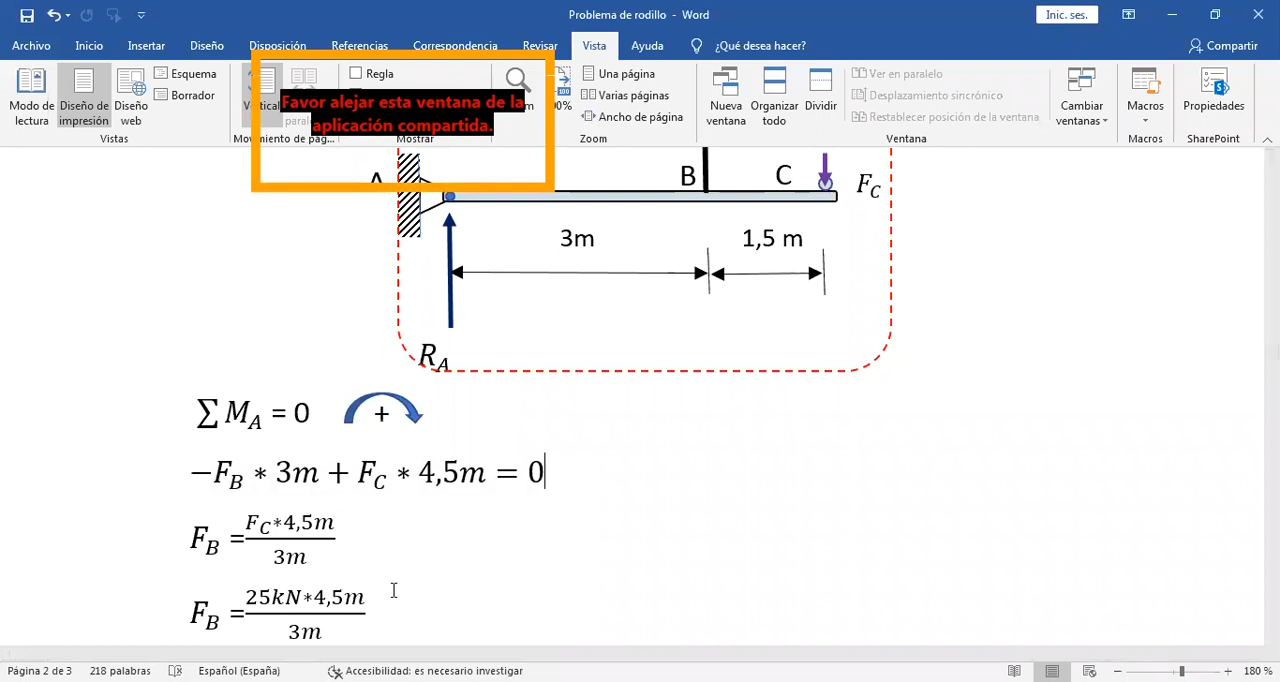 Problema de rodillo - Word
Inic. ses.
Archivo Inicio Insertar Diseño Disposición Referencias Correspondencia Revisar Vista Ayuda ¿Qué desea hacer? Compartir
Modo de lectura
Diseño de impresión
Diseño web
Esquema
Borrador
Vistas
Vertical
Movimiento de pág...
Regla
Favor alejar esta ventana de la
aplicación compartida.
Mostrar
Una página
Varias páginas
Ancho de página
Zoom
Nueva ventana
Organizar todo
Dividir
Ver en paralelo
Desplazamiento sincrónico
Restablecer posición de la ventana
Ventana
Cambiar ventanas
Macros
Macros
Propiedades
SharePoint
A B C F_C
3m 1,5 m
R_A
∑ M_A = 0 +
−F_B ∗ 3m + F_C ∗ 4,5m = 0
F_B = F_C∗4,5m / 3m
F_B = 25kN∗4,5m / 3m
Página 2 de 3 218 palabras Español (España) Accesibilidad: es necesario investigar 180 %